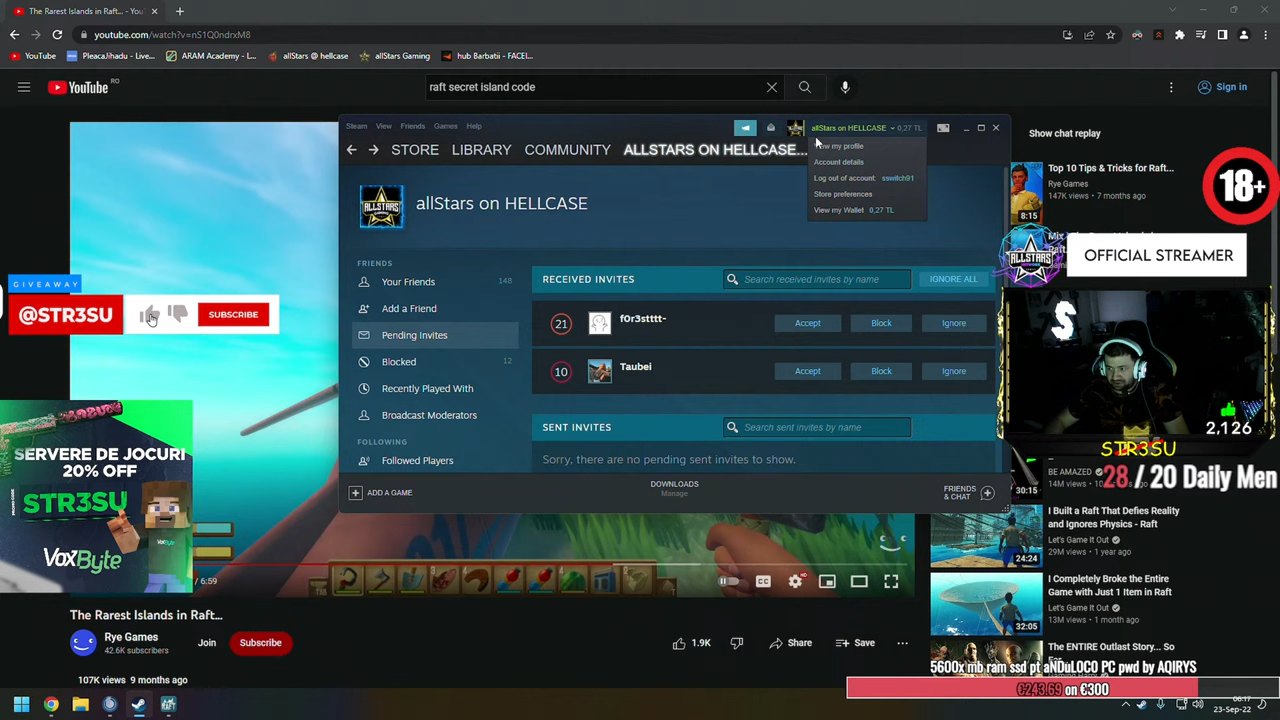 The Rarest Islands in Raft...
youtube.com/watch?v=nS1Q0ndrxM8
YouTube
PleacaJihadu - Live...
ARAM Academy - L...
allStars @ hellcase
allStars Gaming
hub Barbatii - FACEI...
YouTube RO
raft secret island code
Sign in
Steam View Friends Games Help
allStars on HELLCASE 0,27 TL
STORE LIBRARY COMMUNITY ALLSTARS ON HELLCASE...
View my profile
Account details
Log out of account: sswitch91
Store preferences
View my Wallet 0,27 TL
allStars on HELLCASE
ALLSTARS
FRIENDS
Your Friends 148
Add a Friend
Pending Invites
Blocked 12
Recently Played With
Broadcast Moderators
FOLLOWING
Followed Players
RECEIVED INVITES
Search received invites by name
IGNORE ALL
21 f0r3stttt-
Accept Block Ignore
10 Taubei
Accept Block Ignore
SENT INVITES
Search sent invites by name
Sorry, there are no pending sent invites to show.
ADD A GAME
DOWNLOADS
Manage
FRIENDS
& CHAT
GIVEAWAY
@STR3SU
SUBSCRIBE
SERVERE DE JOCURI
20% OFF
STR3SU
VoxByte
/ 6:59
HD
The Rarest Islands in Raft...
Rye Games
42.6K subscribers
Join
Subscribe
1.9K
Share
Save
107K views 9 months ago
Show chat replay
18+
Top 10 Tips & Tricks for Raft...
Rye Games
147K views • 7 months ago
8:15
ALLSTARS
OFFICIAL STREAMER
S
2,126
STR3SU
28 / 20 Daily Men
BE AMAZED
14M views •
30:15
I Built a Raft That Defies Reality
and Ignores Physics - Raft
Let's Game It Out
29M views • 1 year ago
24:24
I Completely Broke the Entire
Game with Just 1 Item in Raft
Let's Game It Out
13M views • 1 month ago
32:05
The ENTIRE Outlast Story... So
5600x mb ram ssd pt aNDuLOCO PC pwd by AQIRYS
€243.69 on €300
06:17
23-Sep-22